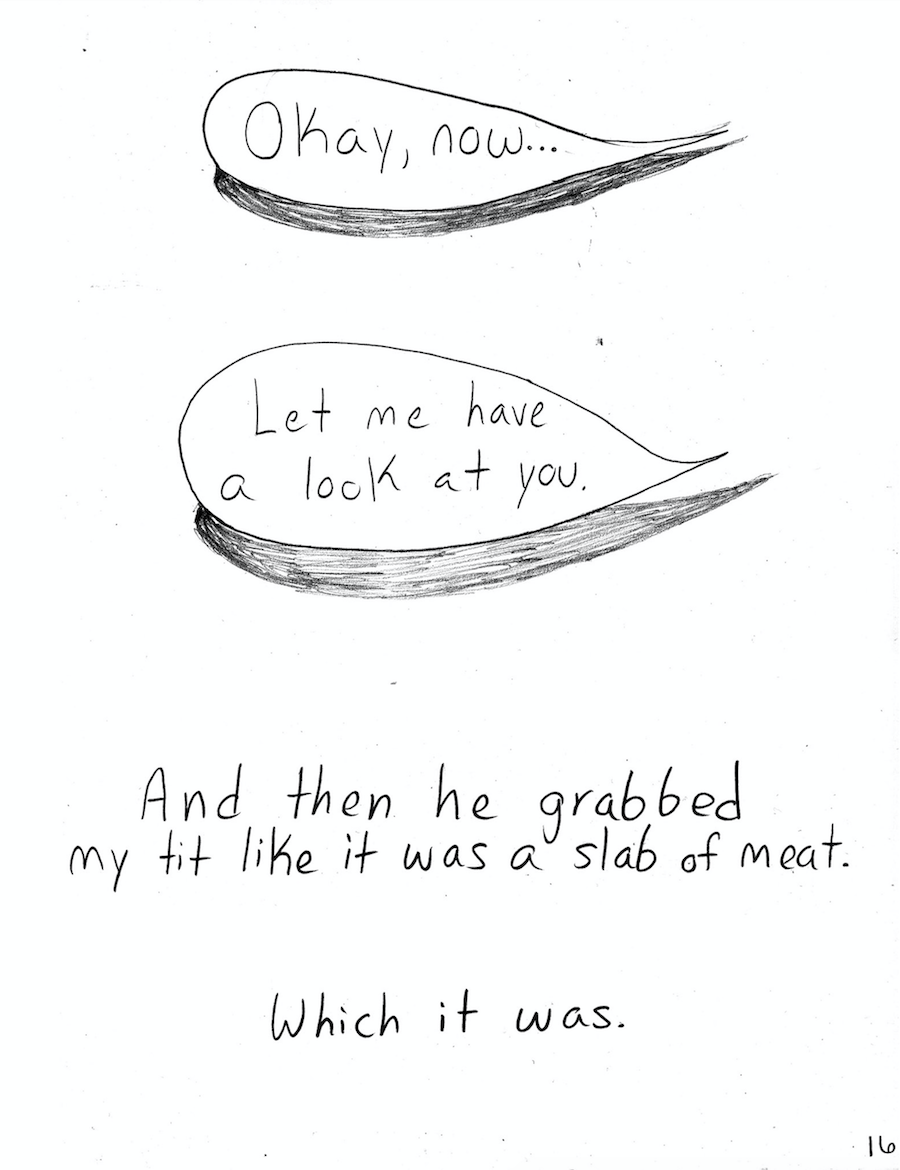 Okay, now...
Let me have
a look at you.
And then he grabbed
my tit like it was a slab of meat.
Which it was.
16